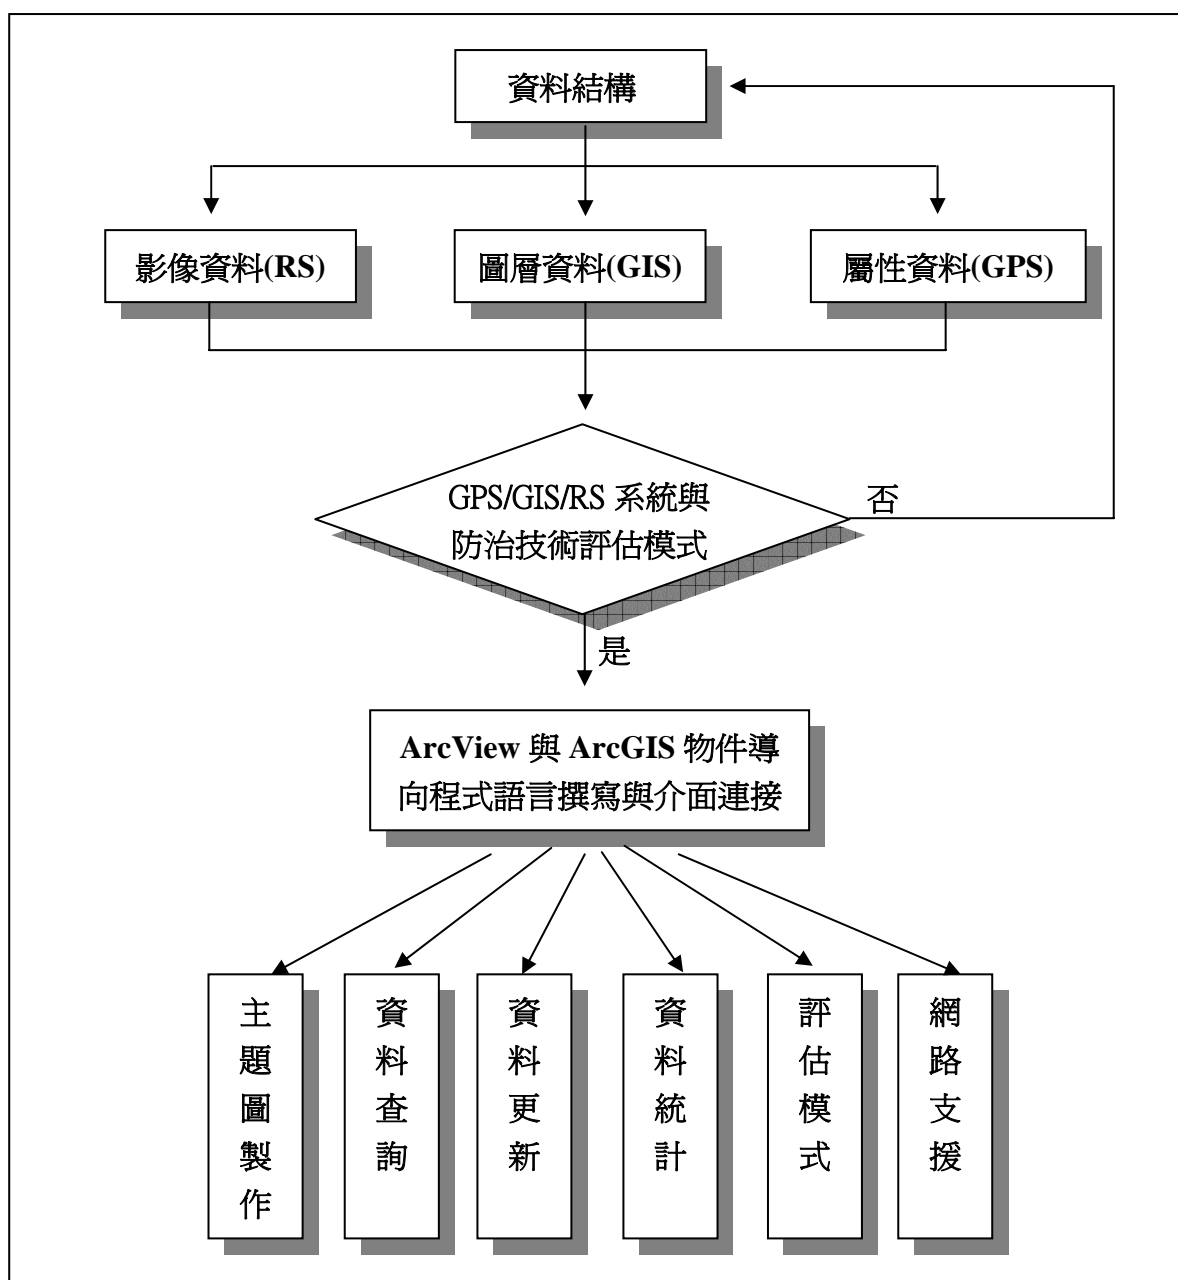 資料結構
影像資料(RS)
圖層資料(GIS)
屬性資料(GPS)
GPS/GIS/RS 系統與
防治技術評估模式
否
是
ArcView 與 ArcGIS 物件導
向程式語言撰寫與介面連接
主題圖製作
資料查詢
資料更新
資料統計
評估模式
網路支援